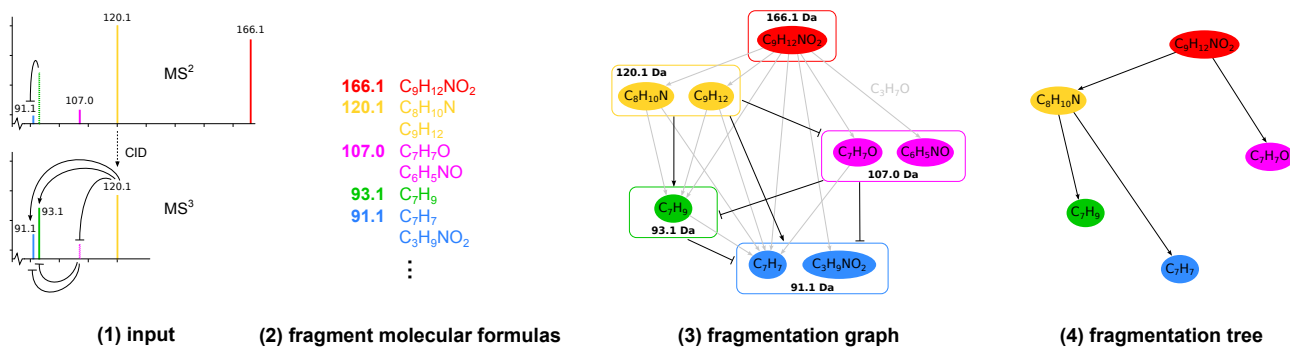 120.1
166.1
MS²
91.1
107.0
CID
120.1
MS³
93.1
91.1
(1) input
166.1 C₉H₁₂NO₂
120.1 C₈H₁₀N
C₉H₁₂
107.0 C₇H₇O
C₆H₅NO
93.1 C₇H₉
91.1 C₇H₇
C₃H₉NO₂
⋮
(2) fragment molecular formulas
166.1 Da
C₉H₁₂NO₂
120.1 Da
C₈H₁₀N C₉H₁₂
C₃H₇O
C₇H₇O C₆H₅NO
107.0 Da
C₇H₉
93.1 Da
C₇H₇ C₃H₉NO₂
91.1 Da
(3) fragmentation graph
C₉H₁₂NO₂
C₈H₁₀N
C₇H₇O
C₇H₉
C₇H₇
(4) fragmentation tree